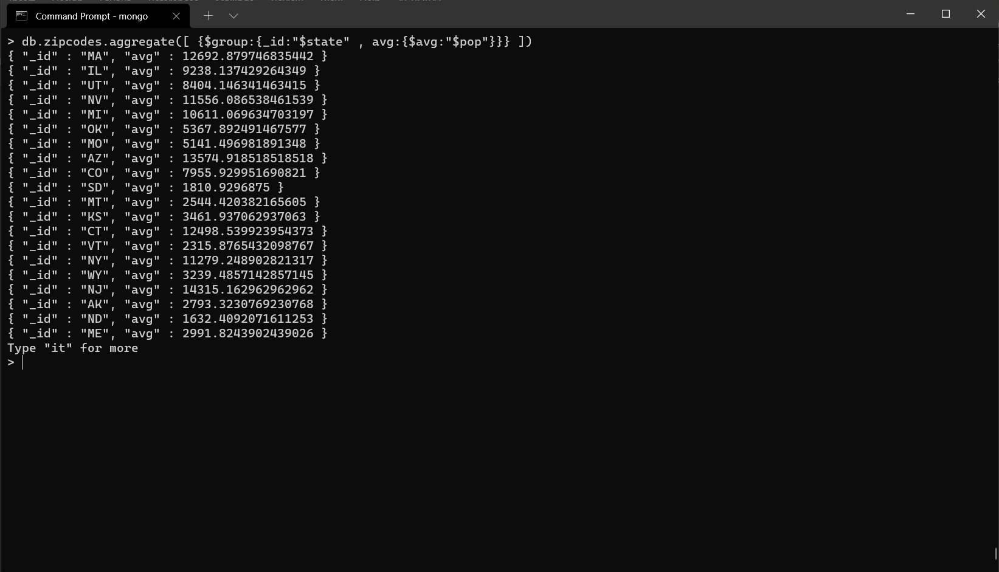 Command Prompt - mongo
> db.zipcodes.aggregate([ {$group:{_id:"$state" , avg:{$avg:"$pop"}}} ])
{ "_id" : "MA", "avg" : 12692.879746835442 }
{ "_id" : "IL", "avg" : 9238.137429264349 }
{ "_id" : "UT", "avg" : 8404.146341463415 }
{ "_id" : "NV", "avg" : 11556.086538461539 }
{ "_id" : "MI", "avg" : 10611.069634703197 }
{ "_id" : "OK", "avg" : 5367.892491467577 }
{ "_id" : "MO", "avg" : 5141.496981891348 }
{ "_id" : "AZ", "avg" : 13574.918518518518 }
{ "_id" : "CO", "avg" : 7955.929951690821 }
{ "_id" : "SD", "avg" : 1810.9296875 }
{ "_id" : "MT", "avg" : 2544.420382165605 }
{ "_id" : "KS", "avg" : 3461.937062937063 }
{ "_id" : "CT", "avg" : 12498.539923954373 }
{ "_id" : "VT", "avg" : 2315.8765432098767 }
{ "_id" : "NY", "avg" : 11279.248902821317 }
{ "_id" : "WY", "avg" : 3239.4857142857145 }
{ "_id" : "NJ", "avg" : 14315.162962962962 }
{ "_id" : "AK", "avg" : 2793.3230769230768 }
{ "_id" : "ND", "avg" : 1632.4092071611253 }
{ "_id" : "ME", "avg" : 2991.8243902439026 }
Type "it" for more
>